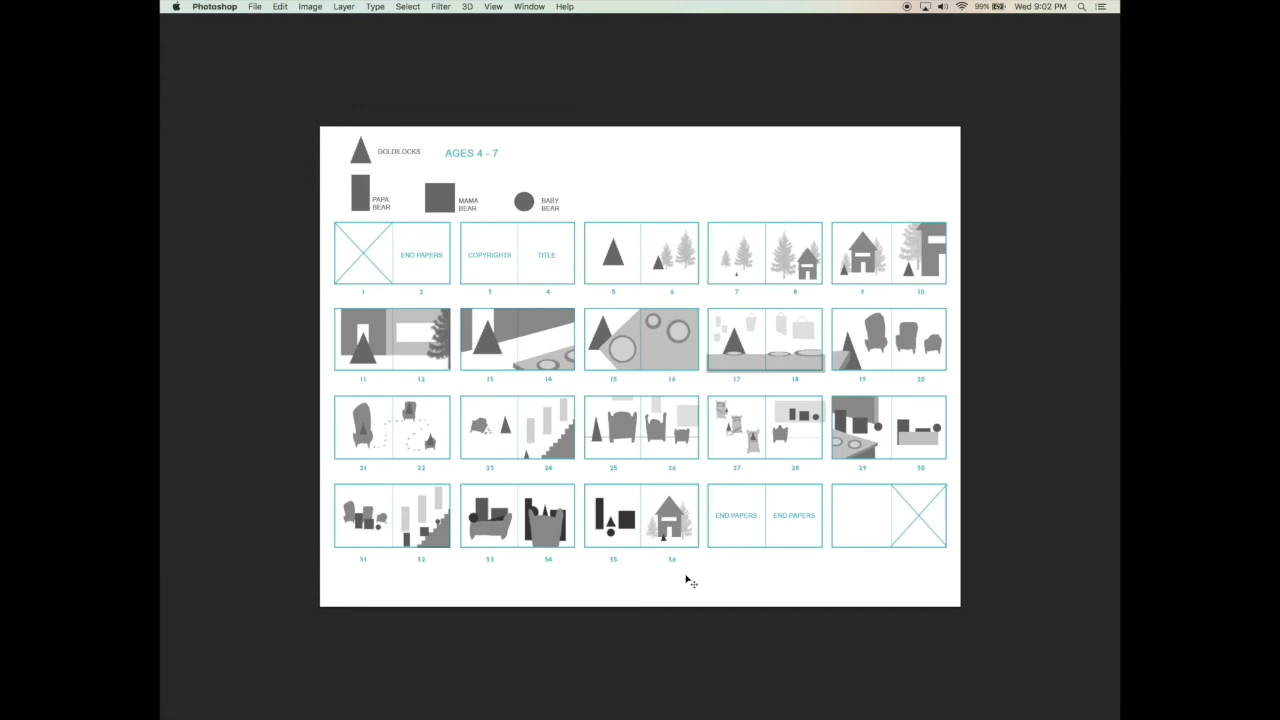 Photoshop File Edit Image Layer Type Select Filter 3D View Window Help 99% Wed 9:02 PM
GOLDILOCKS
AGES 4 - 7
PAPA
BEAR
MAMA
BEAR
BABY
BEAR
END PAPERS
COPYRIGHTS
TITLE
1 2 3 4 5 6 7 8 9 10
11 12 13 14 15 16 17 18 19 20
21 22 23 24 25 26 27 28 29 30
END PAPERS
END PAPERS
31 32 33 34 35 36